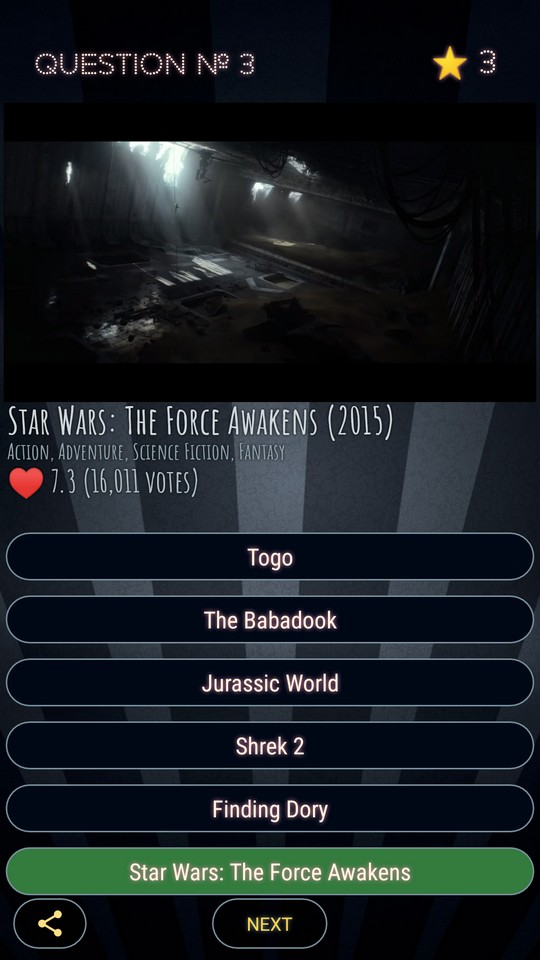 QUESTION № 3
3
STAR WARS: THE FORCE AWAKENS (2015)
ACTION, ADVENTURE, SCIENCE FICTION, FANTASY
7.3 (16,011 VOTES)
Togo
The Babadook
Jurassic World
Shrek 2
Finding Dory
Star Wars: The Force Awakens
NEXT